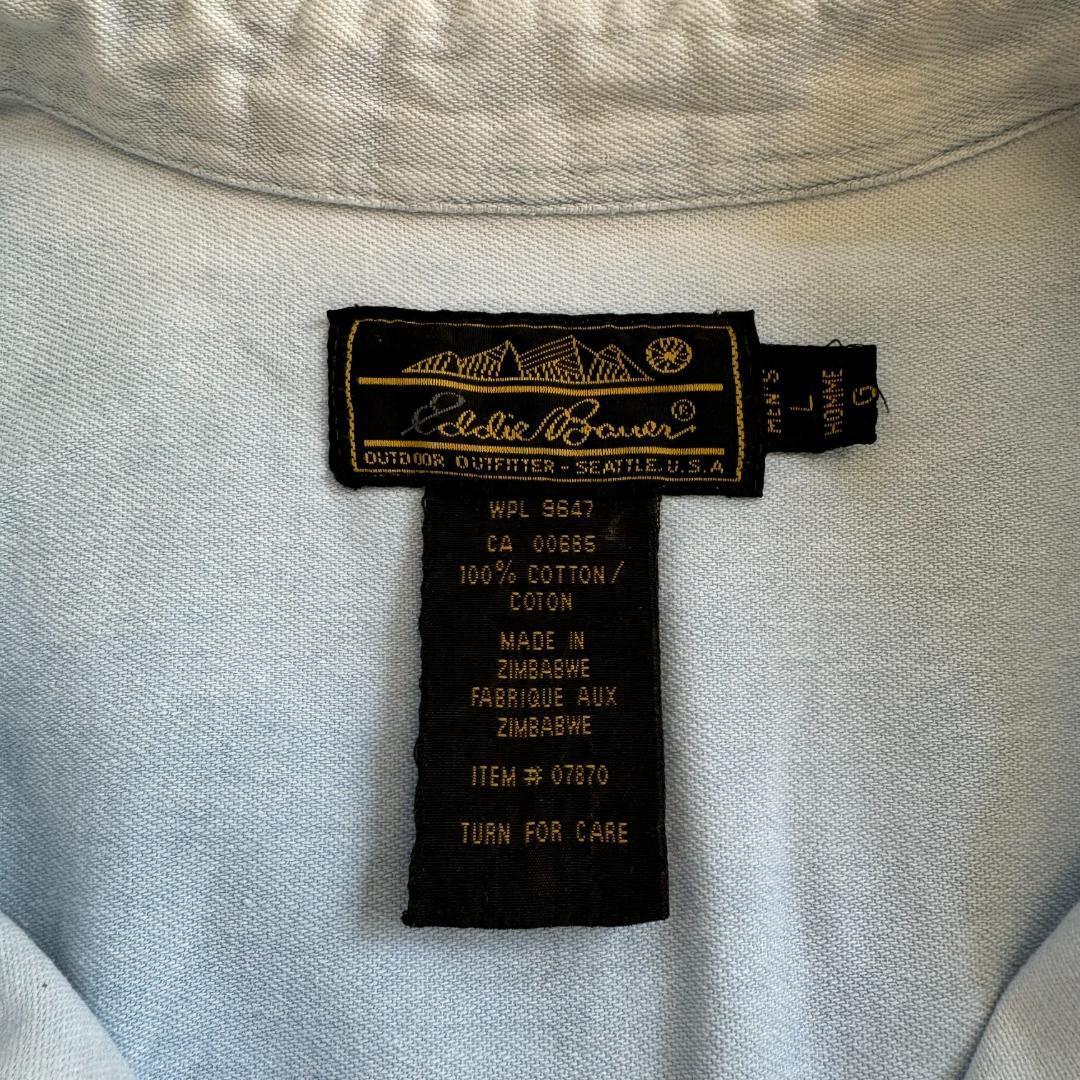 Eddie Bauer®
OUTDOOR OUTFITTER - SEATTLE, U.S.A
MEN'S
L
HOMME
G
WPL 9647
CA 00665
100% COTTON/
COTON
MADE IN
ZIMBABWE
FABRIQUE AUX
ZIMBABWE
ITEM # 07870
TURN FOR CARE